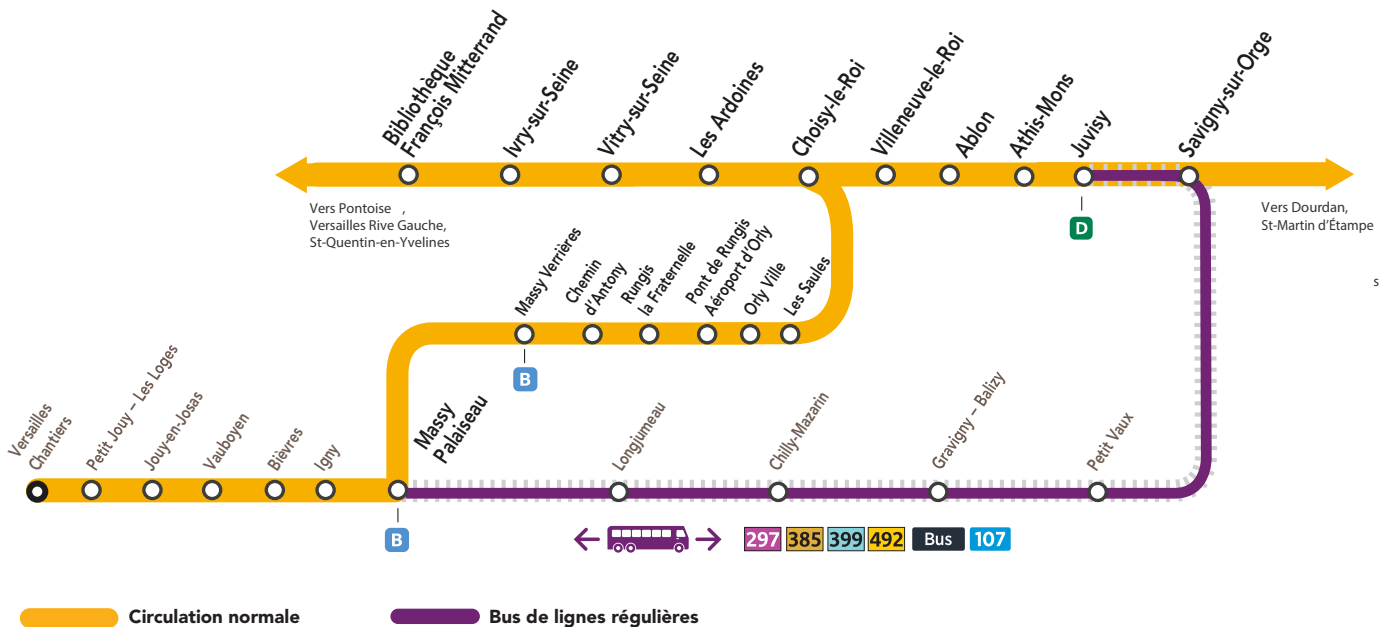 Bibliothèque
François Mitterrand
Ivry-sur-Seine
Vitry-sur-Seine
Les Ardoines
Choisy-le-Roi
Villeneuve-le-Roi
Ablon
Athis-Mons
Juvisy
Savigny-sur-Orge
Vers Pontoise ,
Versailles Rive Gauche,
St-Quentin-en-Yvelines
D
Vers Dourdan,
St-Martin d'Étampe
s
Massy Verrières
Chemin
d'Antony
Rungis
la Fraternelle
Pont de Rungis
Aéroport d'Orly
Orly Ville
Les Saules
B
Versailles
Chantiers
Petit Jouy – Les Loges
Jouy-en-Josas
Vauboyen
Bièvres
Igny
Massy
Palaiseau
Longjumeau
Chilly-Mazarin
Gravigny – Balizy
Petit Vaux
B
297 385 399 492 Bus 107
Circulation normale
Bus de lignes régulières